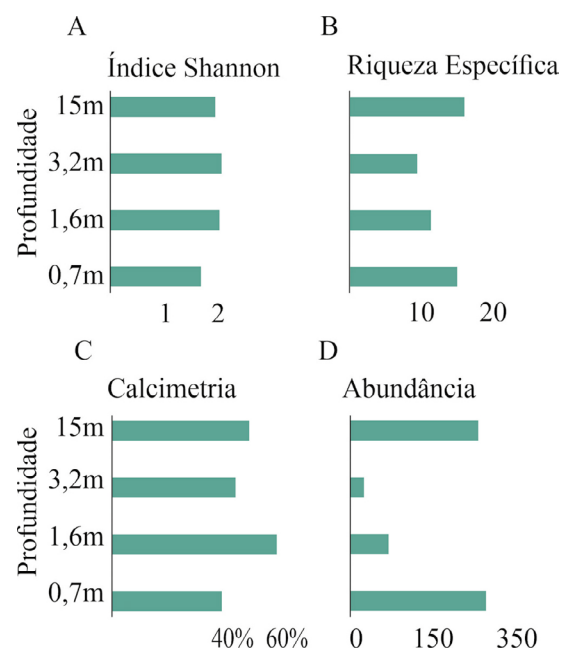 A
Índice Shannon
Profundidade
15m
3,2m
1,6m
0,7m
1 2
B
Riqueza Específica
10 20
C
Calcimetria
Profundidade
15m
3,2m
1,6m
0,7m
40% 60%
D
Abundância
0 150 350